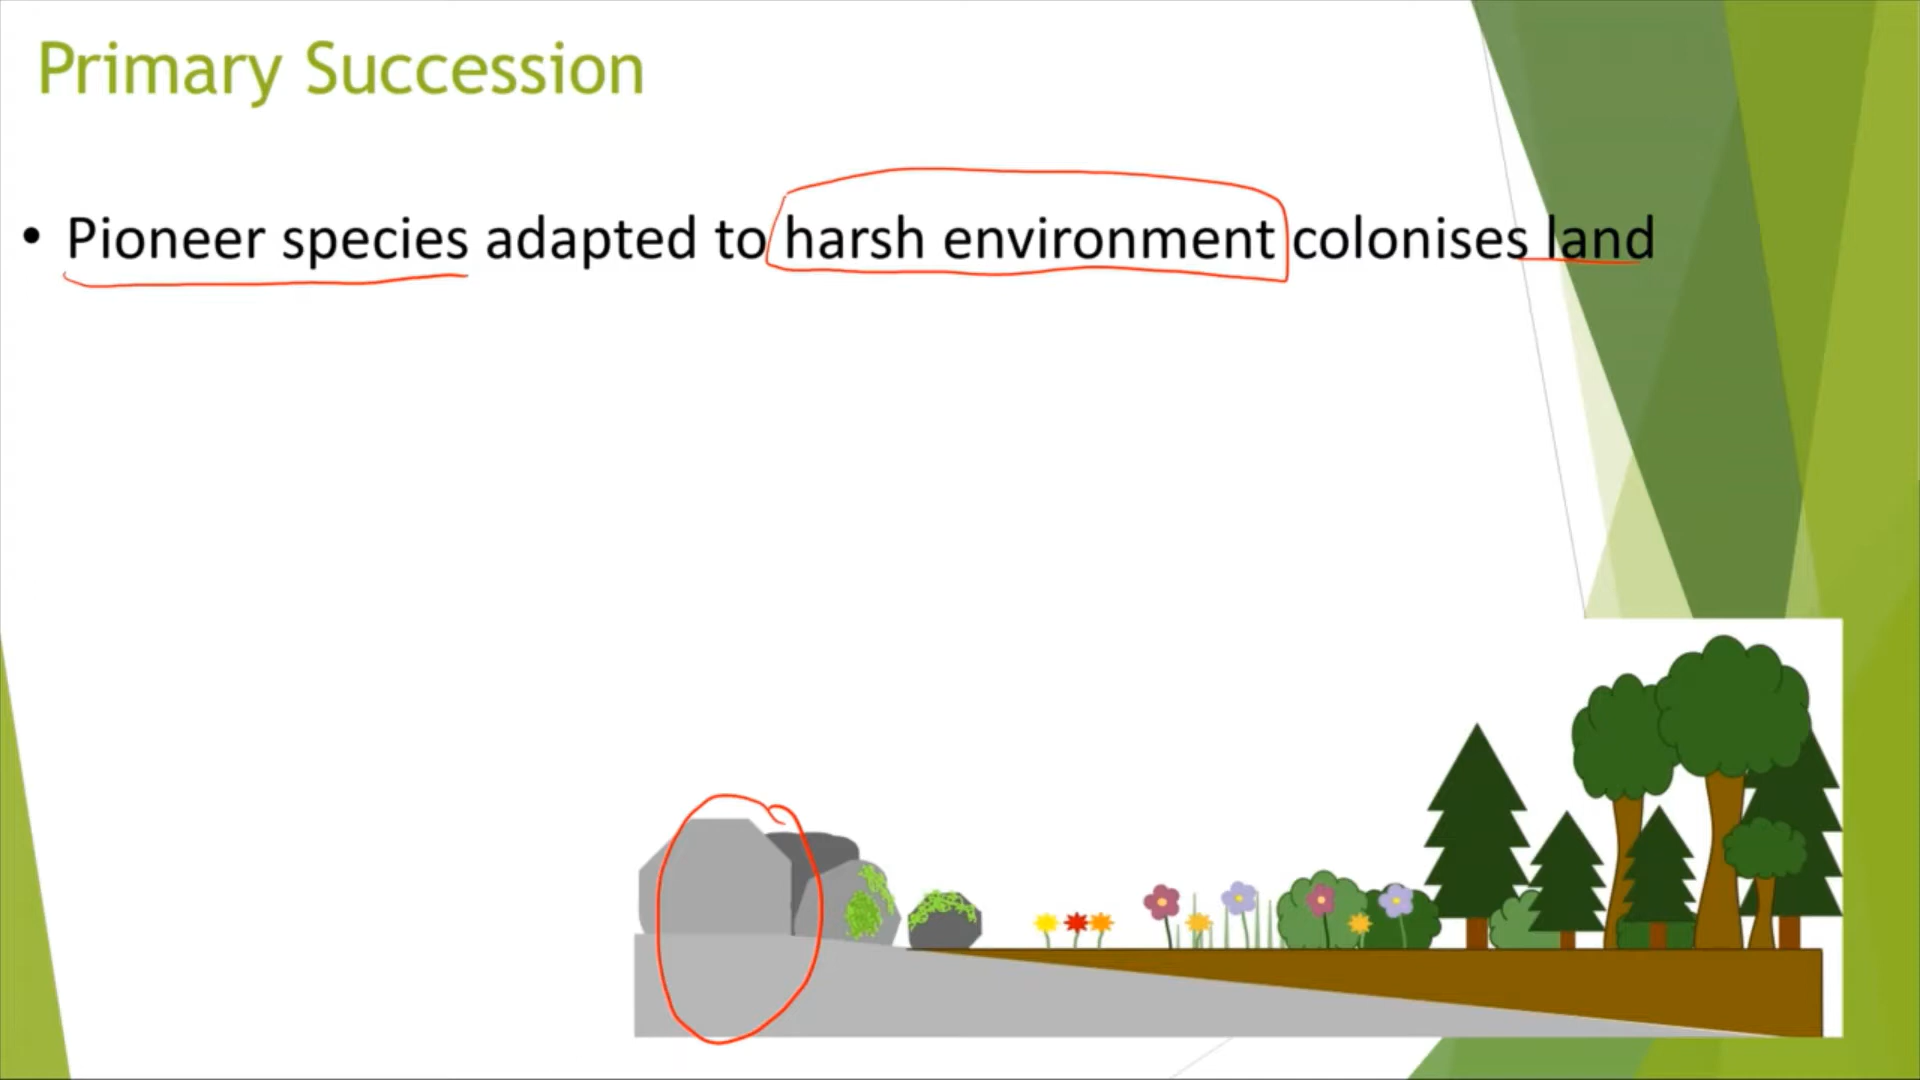 Primary Succession
• Pioneer species adapted to harsh environment colonises land